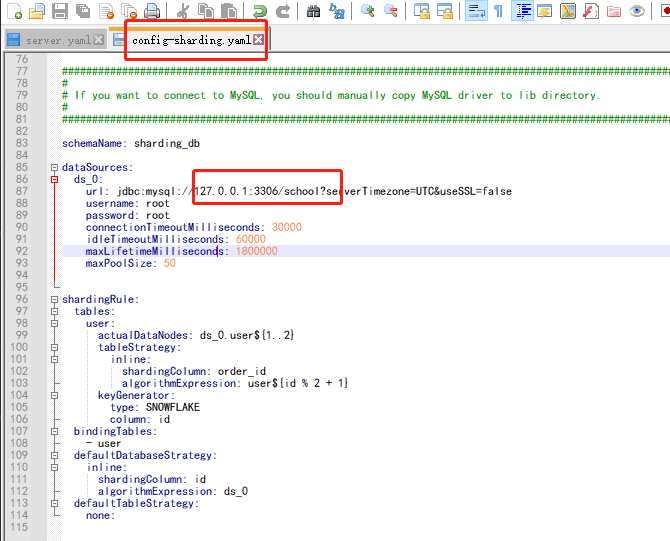 server.yaml
config-sharding.yaml
76
77 ####################################################################################################
78 #
79 # If you want to connect to MySQL, you should manually copy MySQL driver to lib directory.
80 #
81 ####################################################################################################
82
83 schemaName: sharding_db
84
85 dataSources:
86 ds_0:
87 url: jdbc:mysql://127.0.0.1:3306/school?serverTimezone=UTC&useSSL=false
88 username: root
89 password: root
90 connectionTimeoutMilliseconds: 30000
91 idleTimeoutMilliseconds: 60000
92 maxLifetimeMilliseconds: 1800000
93 maxPoolSize: 50
94
95
96 shardingRule:
97 tables:
98 user:
99 actualDataNodes: ds_0.user${1..2}
100 tableStrategy:
101 inline:
102 shardingColumn: order_id
103 algorithmExpression: user${id % 2 + 1}
104 keyGenerator:
105 type: SNOWFLAKE
106 column: id
107 bindingTables:
108 - user
109 defaultDatabaseStrategy:
110 inline:
111 shardingColumn: id
112 algorithmExpression: ds_0
113 defaultTableStrategy:
114 none:
115